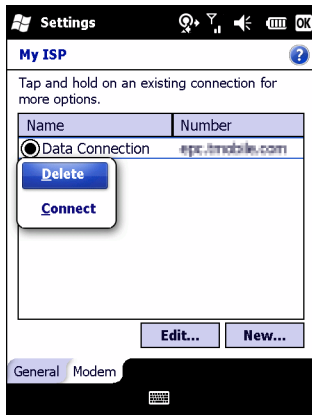 Settings
OK
My ISP
?
Tap and hold on an existing connection for
more options.
Name Number
Data Connection
Delete
Connect
Edit... New...
General Modem